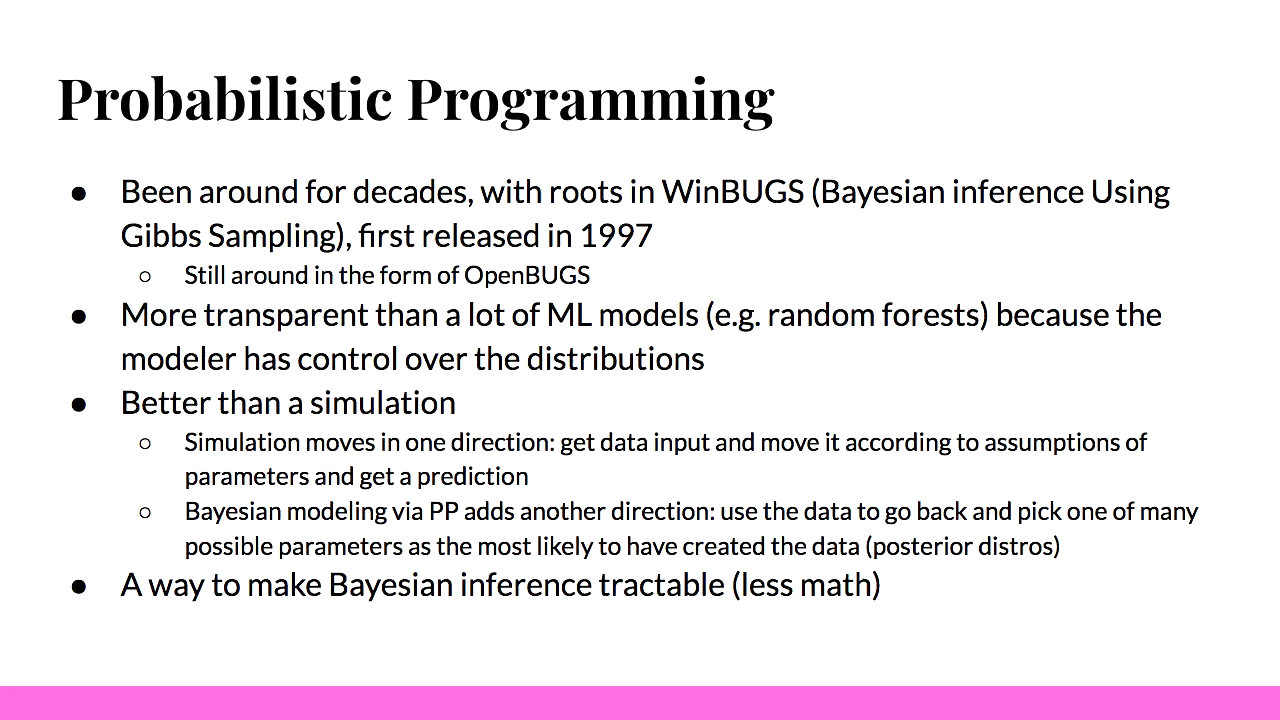 Probabilistic Programming
● Been around for decades, with roots in WinBUGS (Bayesian inference Using
Gibbs Sampling), first released in 1997
○ Still around in the form of OpenBUGS
● More transparent than a lot of ML models (e.g. random forests) because the
modeler has control over the distributions
● Better than a simulation
○ Simulation moves in one direction: get data input and move it according to assumptions of
parameters and get a prediction
○ Bayesian modeling via PP adds another direction: use the data to go back and pick one of many
possible parameters as the most likely to have created the data (posterior distros)
● A way to make Bayesian inference tractable (less math)